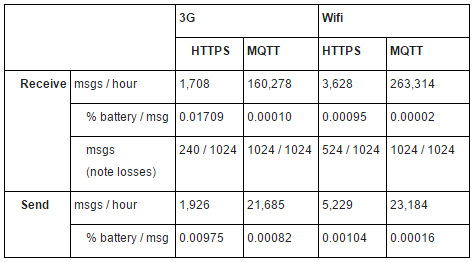 3G Wifi
HTTPS MQTT HTTPS MQTT
Receive msgs / hour 1,708 160,278 3,628 263,314
% battery / msg 0.01709 0.00010 0.00095 0.00002
msgs 240 / 1024 1024 / 1024 524 / 1024 1024 / 1024
(note losses)
Send msgs / hour 1,926 21,685 5,229 23,184
% battery / msg 0.00975 0.00082 0.00104 0.00016